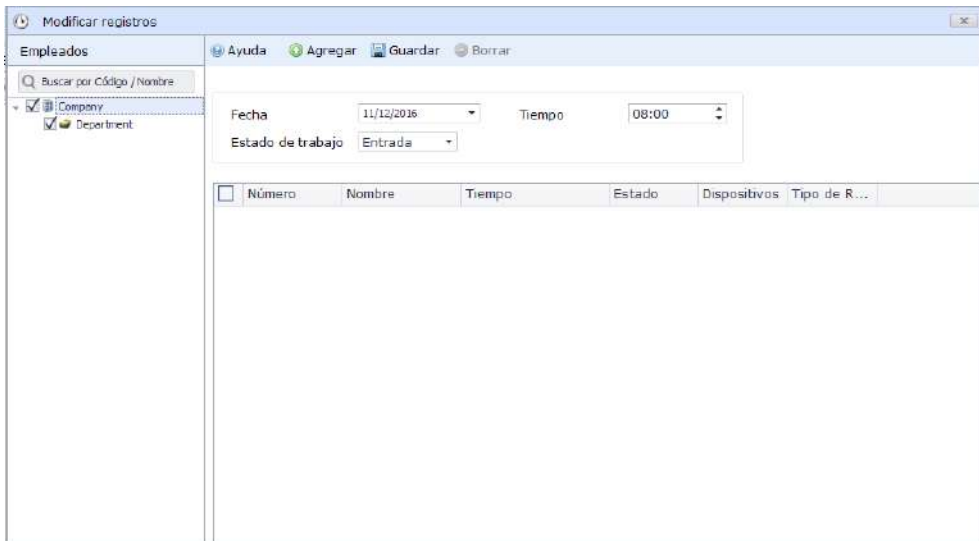 Modificar registros
Empleados
Ayuda Agregar Guardar Borrar
Buscar por Código / Nombre
Company
Department
Fecha 11/12/2016 Tiempo 08:00
Estado de trabajo Entrada
Número Nombre Tiempo Estado Dispositivos Tipo de R...